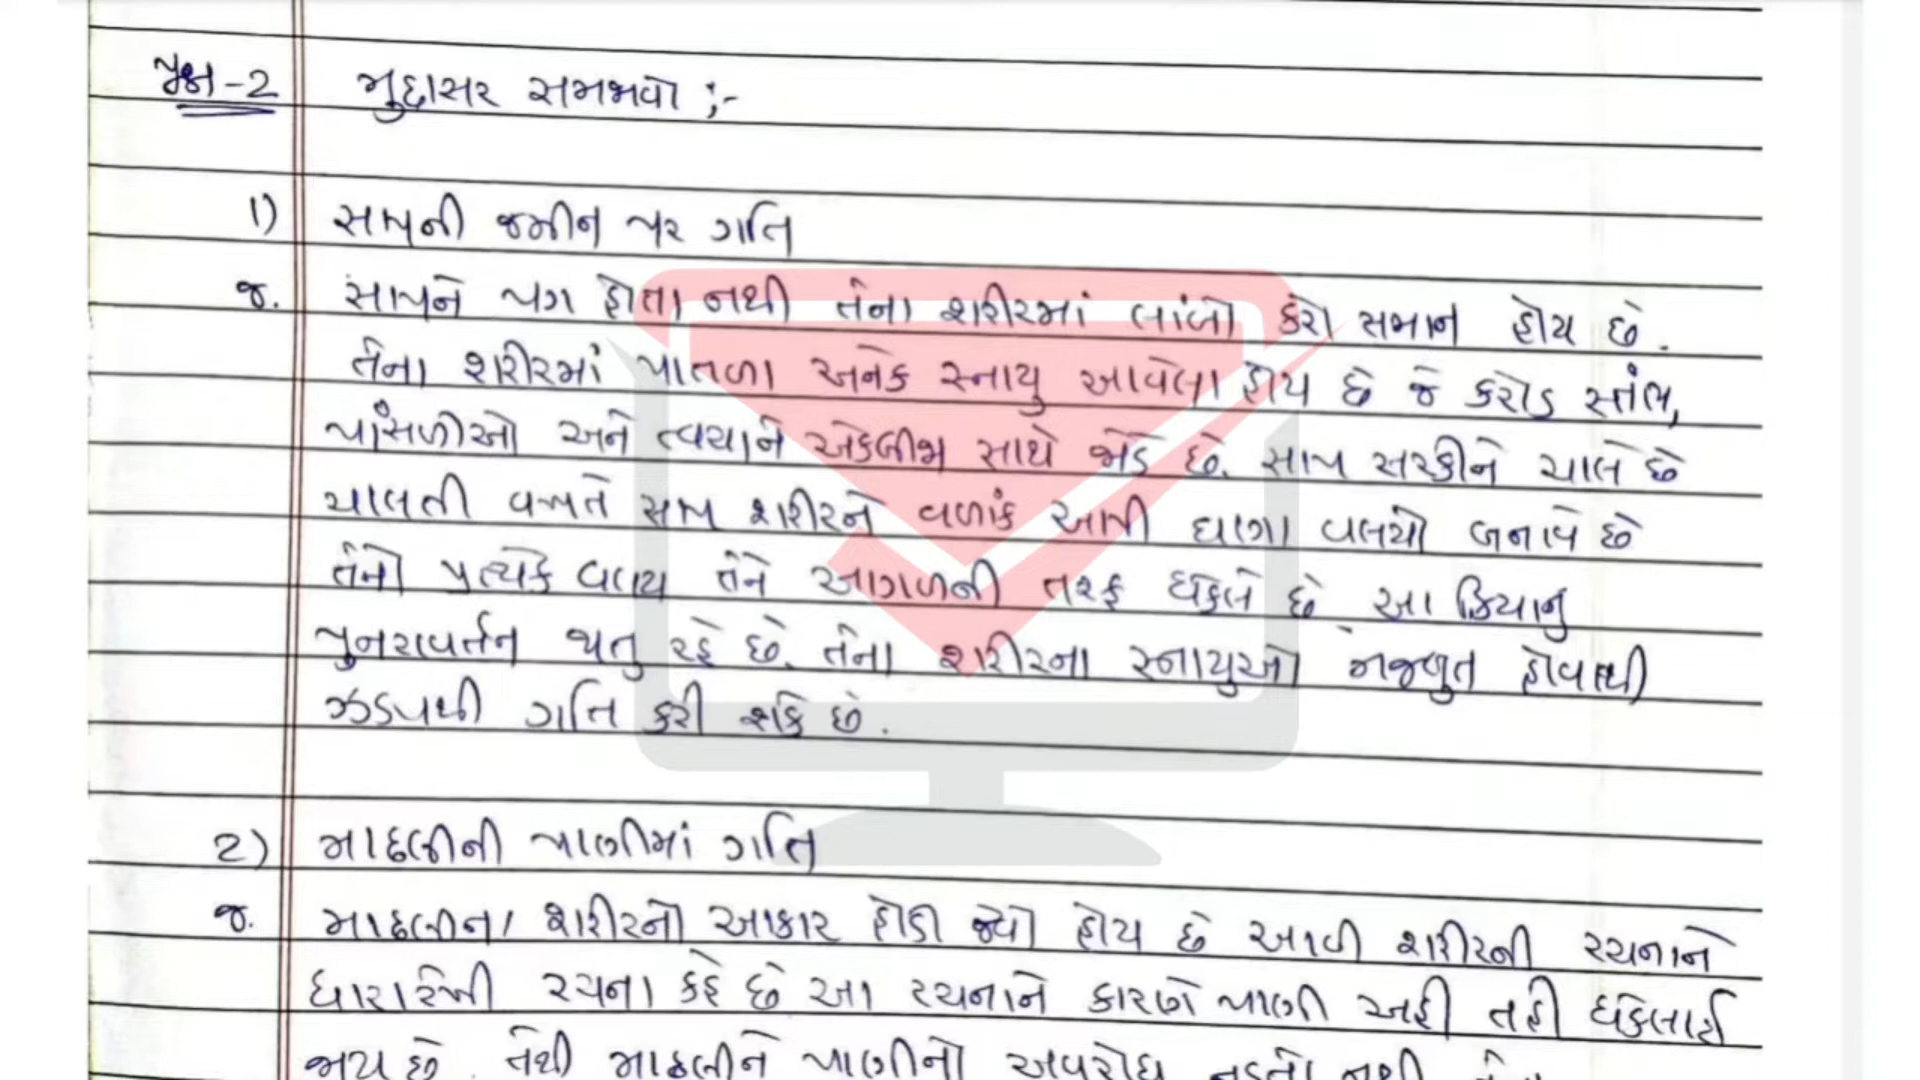 પ્રશ્ન-2 મુદ્દાસર સમજાવો :-
1) સાપની જમીન પર ગતિ
જ. સાપને પગ હોતા નથી તેના શરીરમાં લાંબો કેરો સમાન હોય છે.
તેના શરીરમાં પાતળા અનેક સ્નાયુ આવેલા હોય છે જે કરોડ સ્તંભ,
પાંસળીઓ અને ત્વચાને એકબીજા સાથે જોડે છે. સાપ સરકીને ચાલે છે
ચાલતી વખતે સાપ શરીરને વળાંક આપી ઘણા વલયો બનાવે છે
તેનો પ્રત્યેક વલય તેને આગળની તરફ ધકેલે છે આ ક્રિયાનું
પુનરાવર્તન થતુ રહે છે. તેના શરીરના સ્નાયુઓ મજબુત હોવાથી
ઝડપથી ગતિ કરી શકે છે.
2) માછલીની પાણીમાં ગતિ
જ. માછલીના શરીરનો આકાર હોડી જેવો હોય છે આવી શરીરની રચનાને
ધારારેખી રચના કહે છે આ રચનાને કારણે પાણી અહી તહી ધકેલાઈ
જાય છે. તેથી માછલીને પાણીનો અવરોધ નડતો નથી